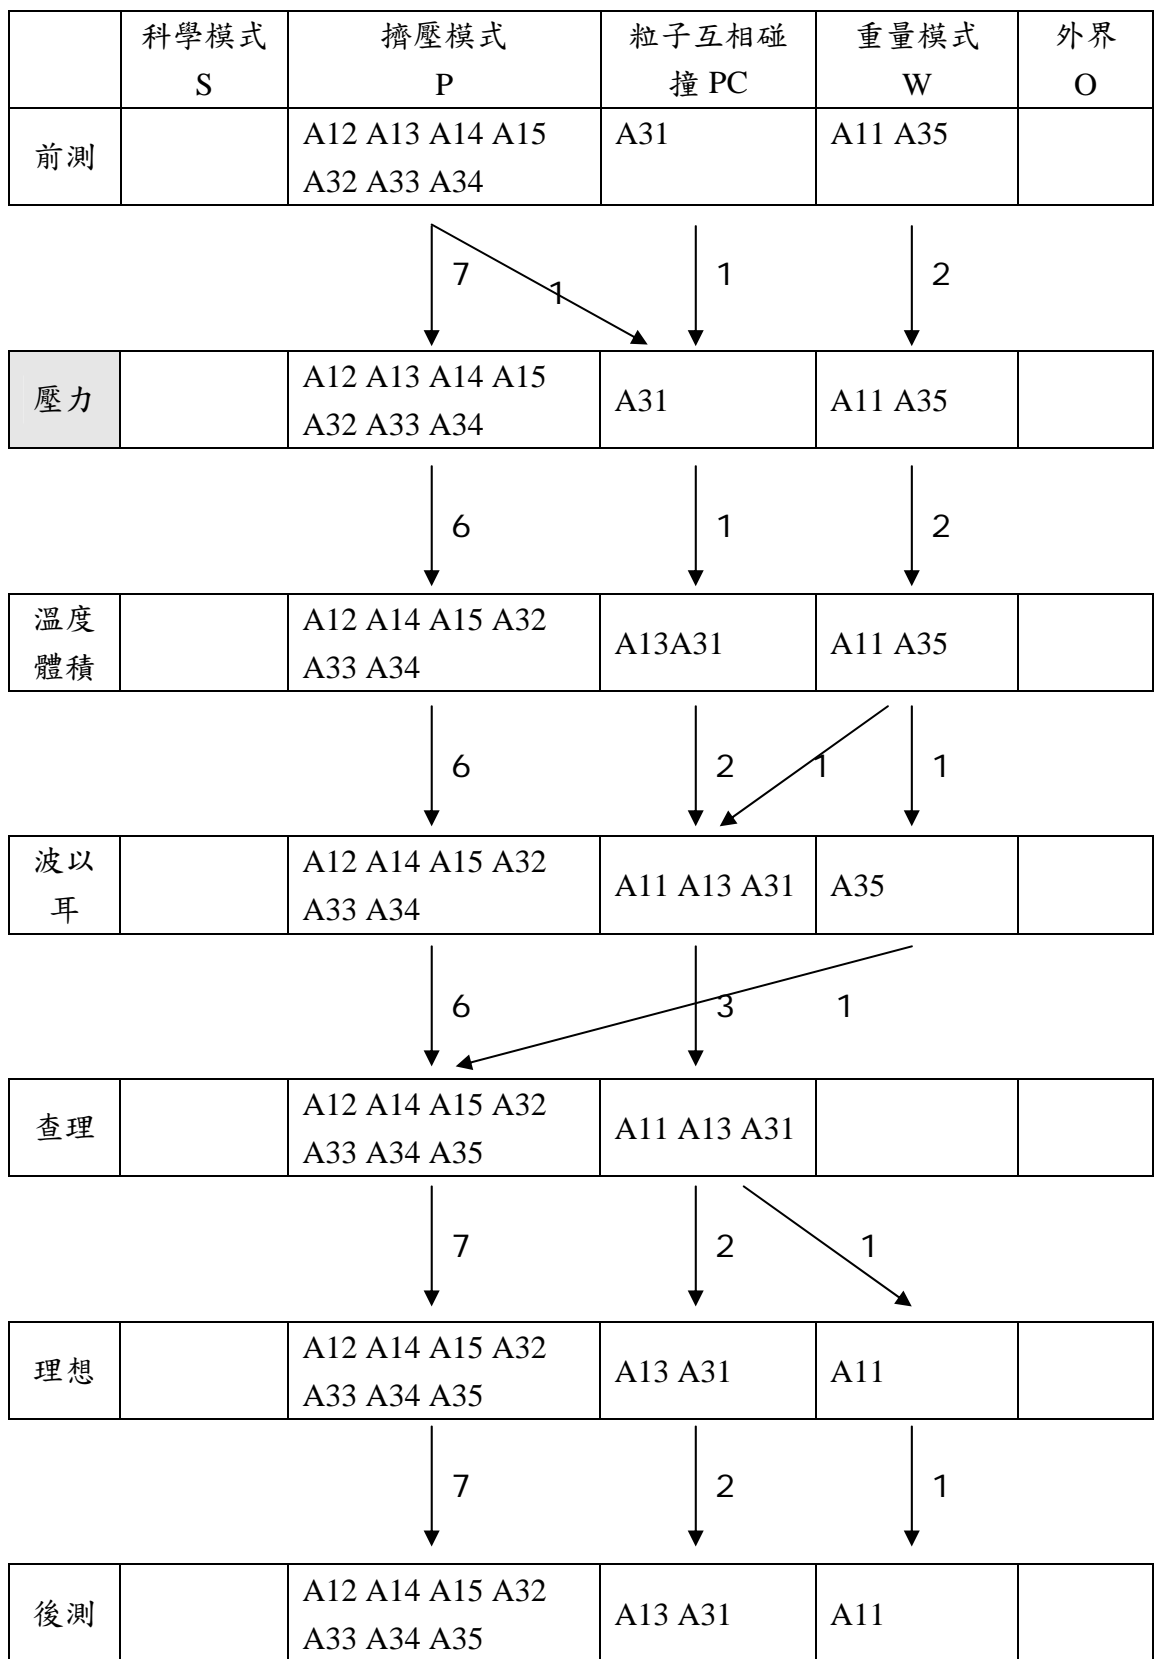 科學模式 擠壓模式 粒子互相碰 重量模式 外界
S P 撞 PC W O
前測 A12 A13 A14 A15 A31 A11 A35
A32 A33 A34
7 1 1 2
壓力 A12 A13 A14 A15 A31 A11 A35
A32 A33 A34
6 1 2
溫度 A12 A14 A15 A32 A13A31 A11 A35
體積 A33 A34
6 2 1 1
波以 A12 A14 A15 A32 A11 A13 A31 A35
耳 A33 A34
6 3 1
查理 A12 A14 A15 A32 A11 A13 A31
A33 A34 A35
7 2 1
理想 A12 A14 A15 A32 A13 A31 A11
A33 A34 A35
7 2 1
後測 A12 A14 A15 A32 A13 A31 A11
A33 A34 A35